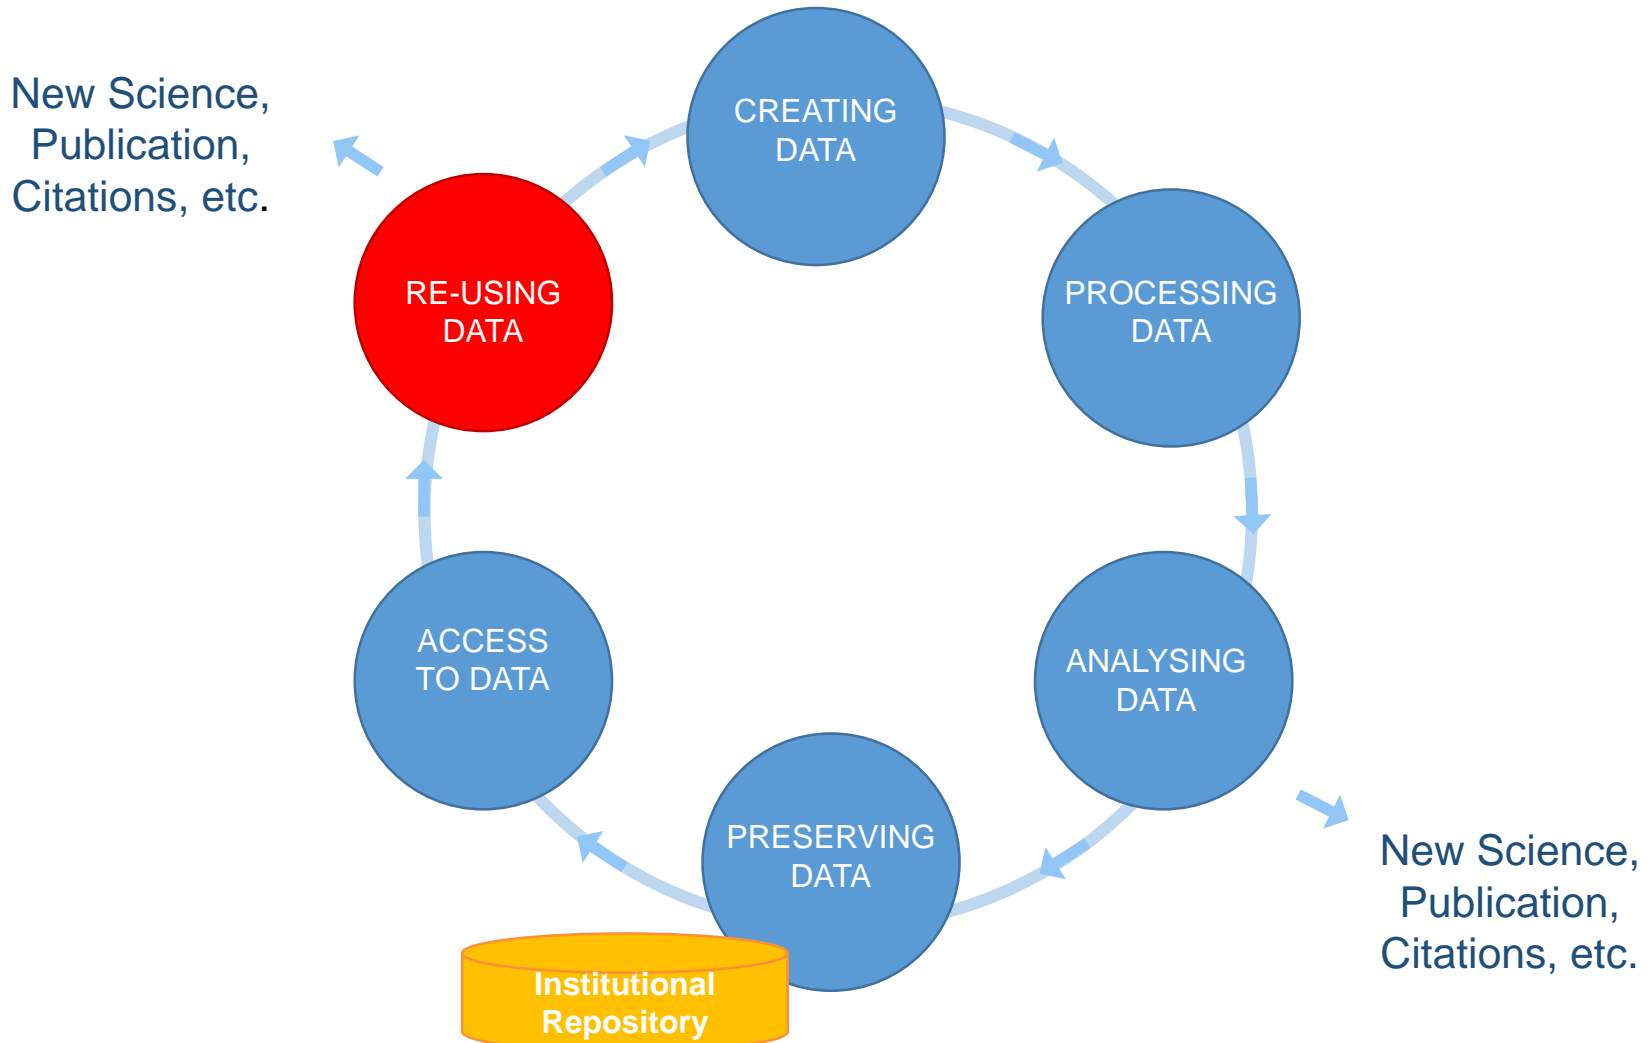 New Science,
Publication,
Citations, etc.
CREATING
DATA
PROCESSING
DATA
RE-USING
DATA
ACCESS
TO DATA
ANALYSING
DATA
PRESERVING
DATA
Institutional
Repository
New Science,
Publication,
Citations, etc.